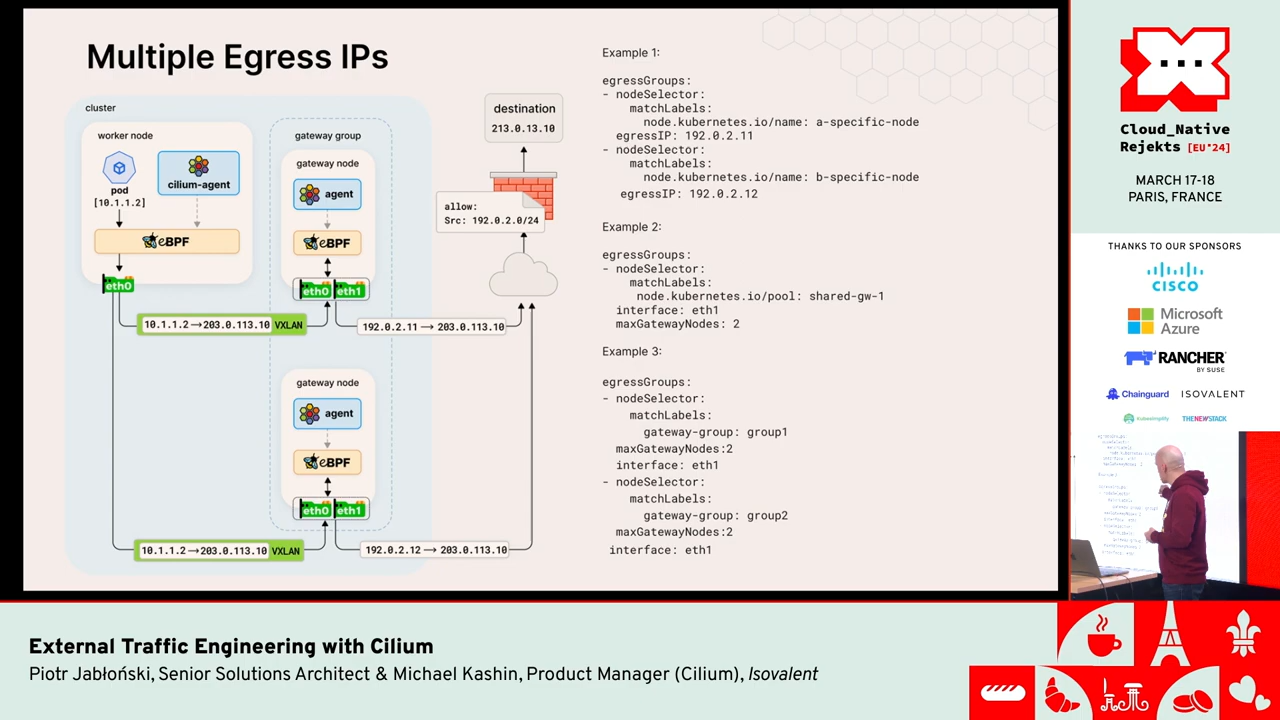 Multiple Egress IPs
cluster
worker node
pod
[10.1.1.2]
cilium-agent
eBPF
eth0
gateway group
gateway node
agent
eBPF
eth0 eth1
10.1.1.2→203.0.113.10 VXLAN
192.0.2.11 → 203.0.113.10
gateway node
agent
eBPF
eth0 eth1
10.1.1.2→203.0.113.10 VXLAN
192.0.2.12 → 203.0.113.10
destination
213.0.13.10
allow:
Src: 192.0.2.0/24
Example 1:
egressGroups:
- nodeSelector:
matchLabels:
node.kubernetes.io/name: a-specific-node
egressIP: 192.0.2.11
- nodeSelector:
matchLabels:
node.kubernetes.io/name: b-specific-node
egressIP: 192.0.2.12
Example 2:
egressGroups:
- nodeSelector:
matchLabels:
node.kubernetes.io/pool: shared-gw-1
interface: eth1
maxGatewayNodes: 2
Example 3:
egressGroups:
- nodeSelector:
matchLabels:
gateway-group: group1
maxGatewayNodes:2
interface: eth1
- nodeSelector:
matchLabels:
gateway-group: group2
maxGatewayNodes:2
interface: eth1
Cloud_Native
Rejekts [EU*24]
MARCH 17-18
PARIS, FRANCE
THANKS TO OUR SPONSORS
CISCO
Microsoft
Azure
RANCHER
BY SUSE
Chainguard ISOVALENT
Kubesimplify THENEWSTACK
External Traffic Engineering with Cilium
Piotr Jabłoński, Senior Solutions Architect & Michael Kashin, Product Manager (Cilium), Isovalent